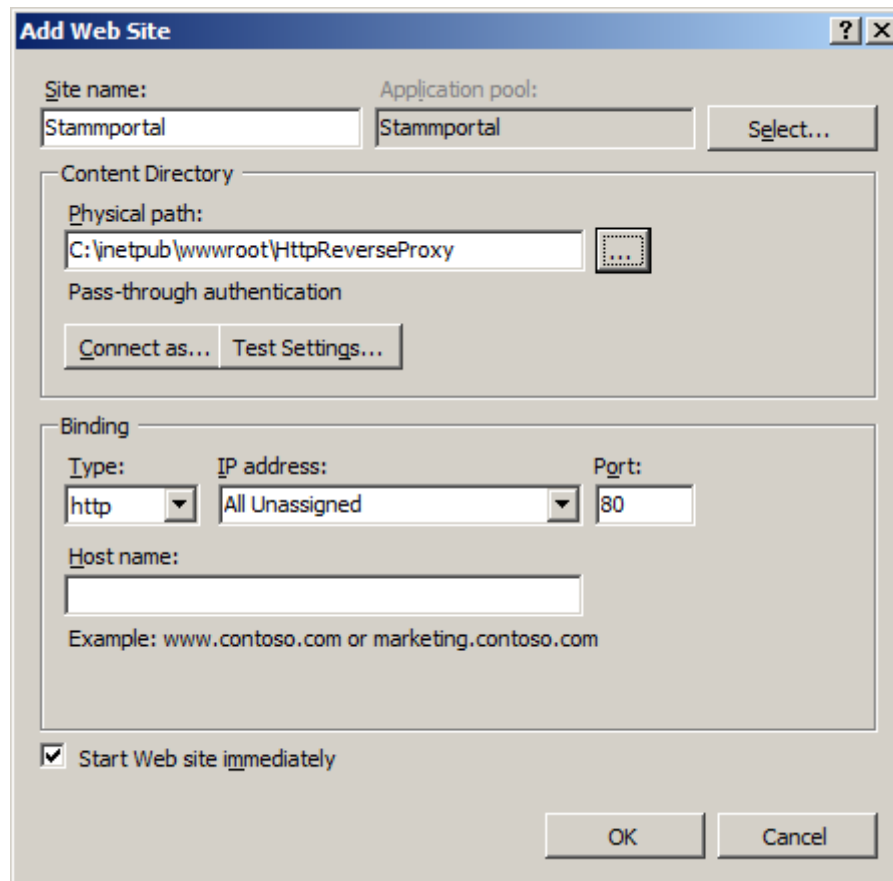 Add Web Site
Site name:
Application pool:
Stammportal
Stammportal
Select...
Content Directory
Physical path:
C:\inetpub\wwwroot\HttpReverseProxy
...
Pass-through authentication
Connect as...
Test Settings...
Binding
Type:
IP address:
Port:
http
All Unassigned
80
Host name:
Example: www.contoso.com or marketing.contoso.com
Start Web site immediately
OK
Cancel